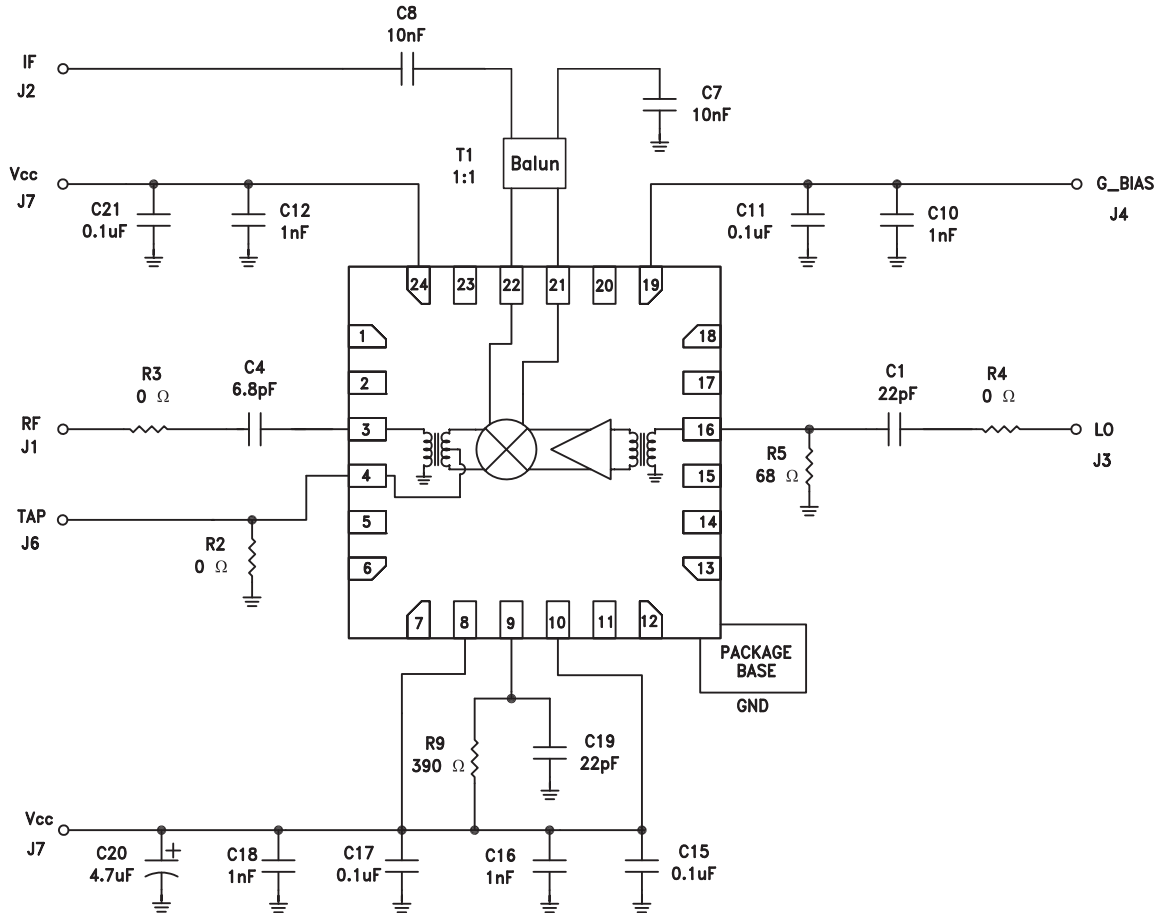 C8
10nF
IF
J2
C7
10nF
T1
1:1
Balun
Vcc
J7
C21
0.1uF
C12
1nF
C11
0.1uF
C10
1nF
G_BIAS
J4
24
23
22
21
20
19
1
2
3
4
5
6
18
17
16
15
14
13
R3
0 Ω
C4
6.8pF
RF
J1
C1
22pF
R4
0 Ω
LO
J3
R5
68 Ω
TAP
J6
R2
0 Ω
7
8
9
10
11
12
PACKAGE
BASE
GND
R9
390 Ω
C19
22pF
Vcc
J7
C20
4.7uF
+
C18
1nF
C17
0.1uF
C16
1nF
C15
0.1uF